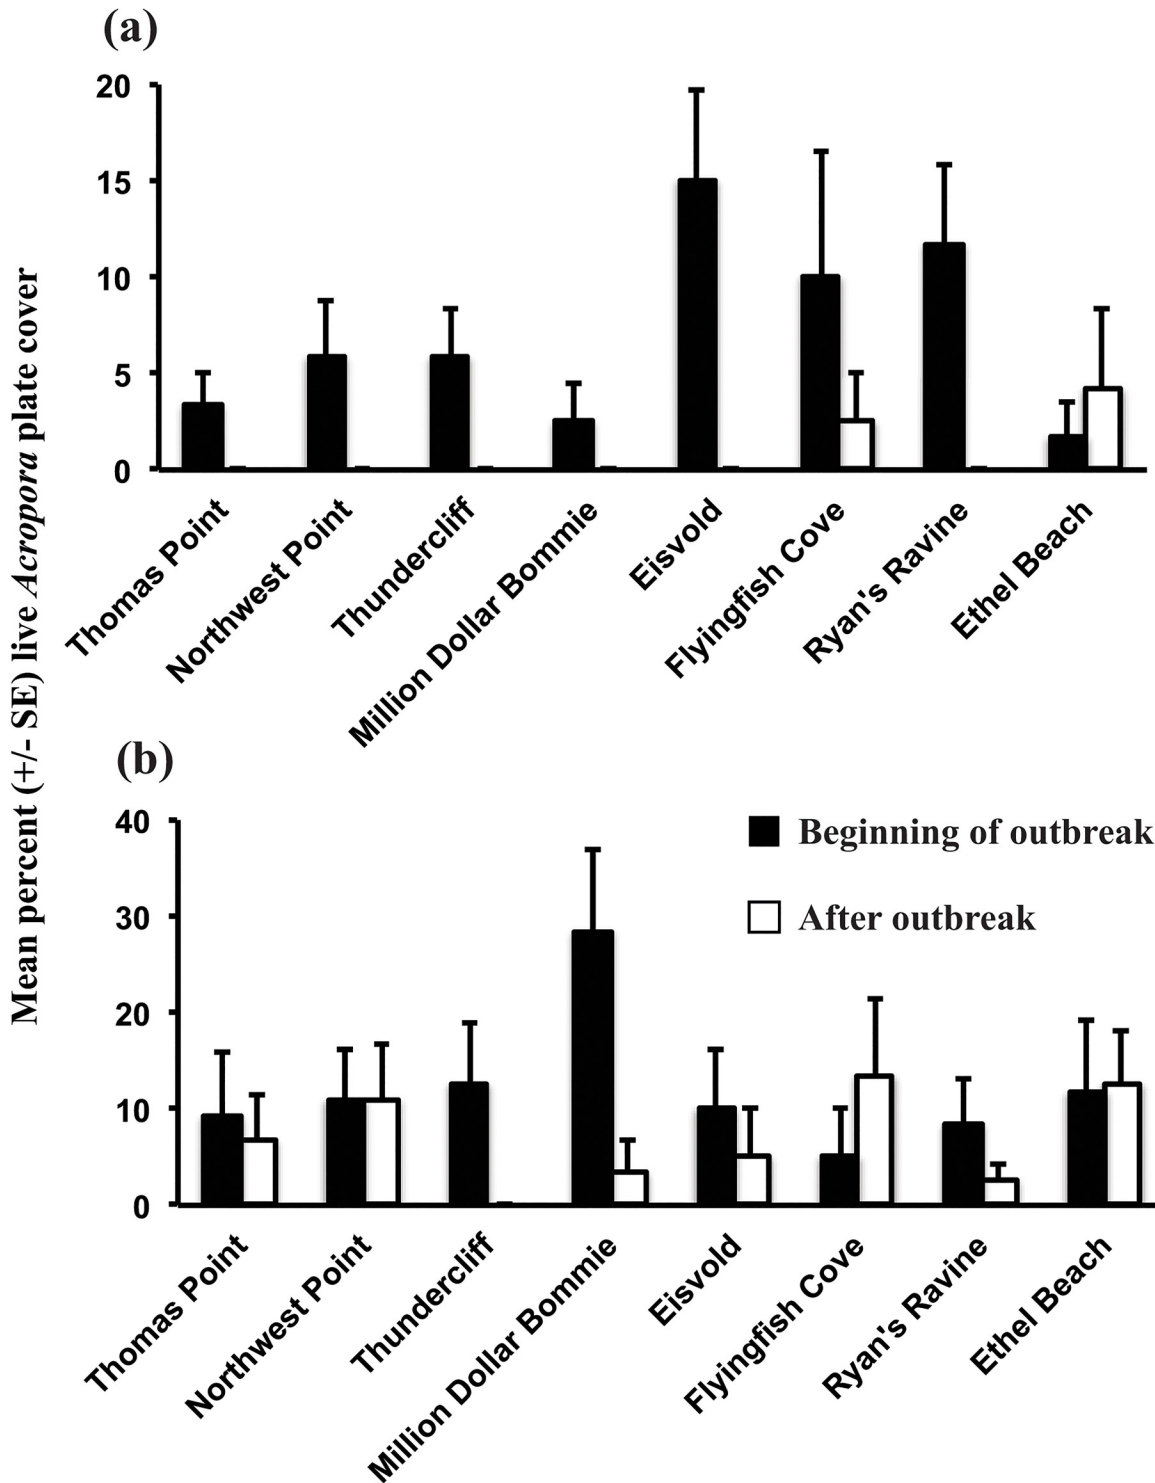 (a)
20
15
10
5
0
Thomas Point
Northwest Point
Thundercliff
Million Dollar Bommie
Eisvold
Flyingfish Cove
Ryan's Ravine
Ethel Beach
Mean percent (+/- SE) live Acropora plate cover
(b)
40
30
20
10
0
Beginning of outbreak
After outbreak
Thomas Point
Northwest Point
Thundercliff
Million Dollar Bommie
Eisvold
Flyingfish Cove
Ryan's Ravine
Ethel Beach